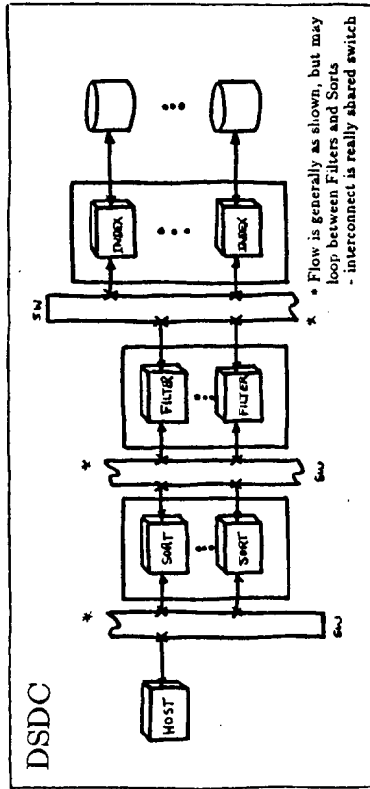 DSDC
HOST
SW
*
SORT
SORT
*
SW
FILTER
FILTER
SW
*
INDEX
INDEX
* Flow is generally as shown, but may
loop between Filters and Sorts
- interconnect is really shared switch